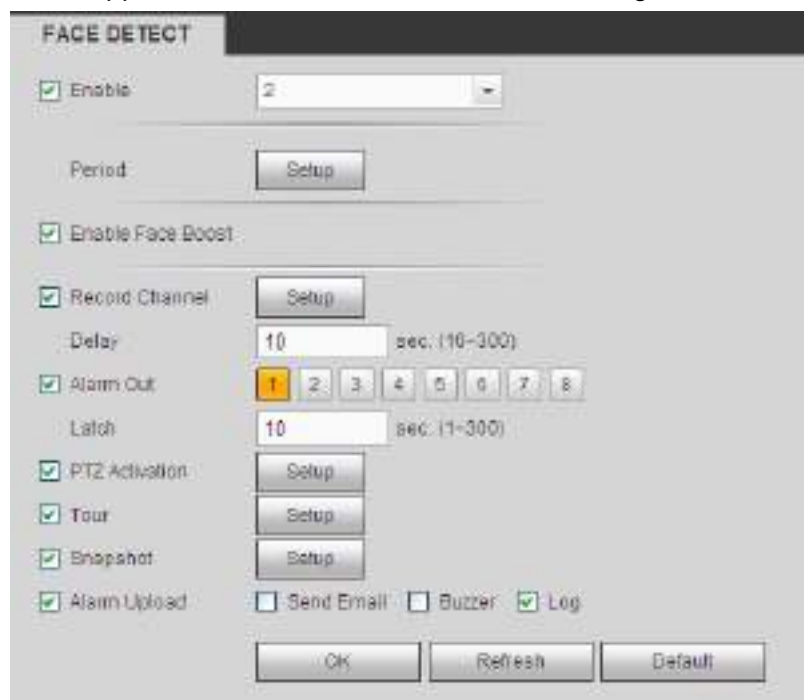 FACE DETECT
Enable 2
Period Setup
Enable Face Boost
Record Channel Setup
Delay 10 sec. (10-300)
Alarm Out 1 2 3 4 5 6 7 8
Latch 10 sec. (1-300)
PTZ Activation Setup
Tour Setup
Snapshot Setup
Alarm Upload Send Email Buzzer Log
OK Refresh Default